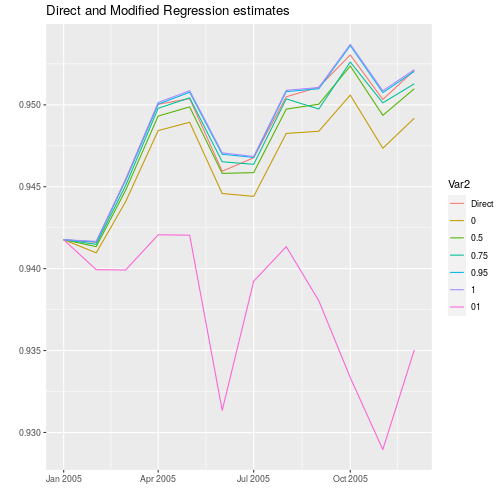 Direct and Modified Regression estimates
0.950
0.945
0.940
0.935
0.930
Jan 2005
Apr 2005
Jul 2005
Oct 2005
Var2
Direct
0
0.5
0.75
0.95
1
01